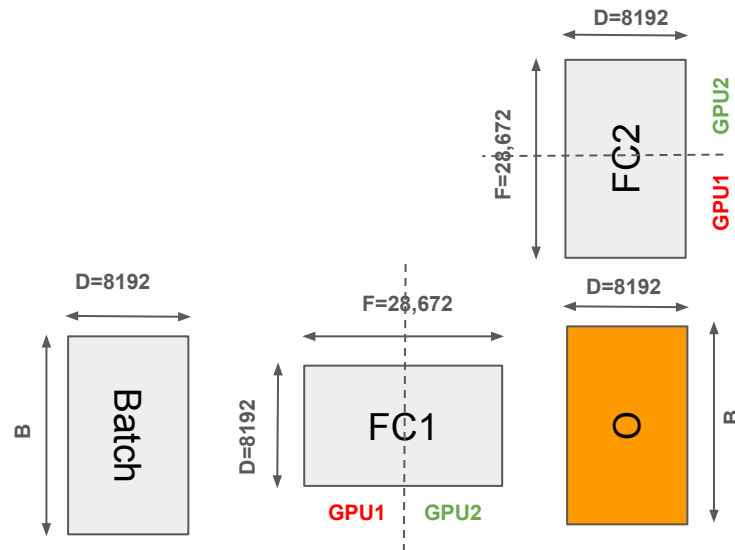 D=8192
F=28,672
FC2
GPU2
GPU1
D=8192
B
Batch
F=28,672
D=8192
FC1
GPU1
GPU2
D=8192
O
B